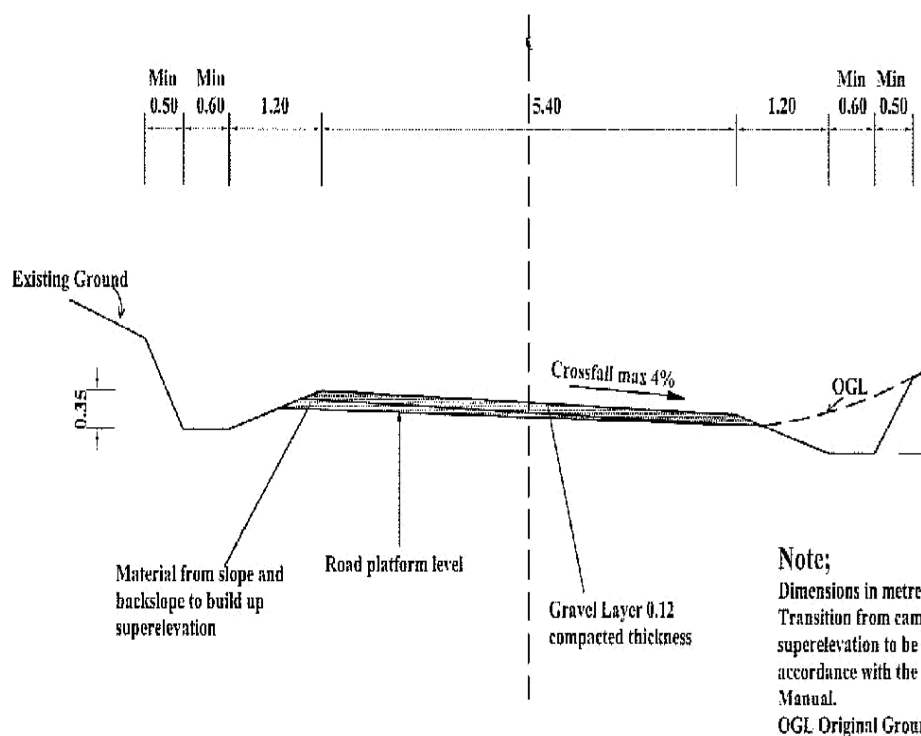 Min Min Min Min
0.50 0.60 1.20 5.40 1.20 0.60 0.50
Existing Ground
Crossfall max 4%
OGL
0.35
Material from slope and
backslope to build up
superelevation
Road platform level
Gravel Layer 0.12
compacted thickness
Note;
Dimensions in metre
Transition from cam
superelevation to be
accordance with the
Manual.
OGL Original Groun